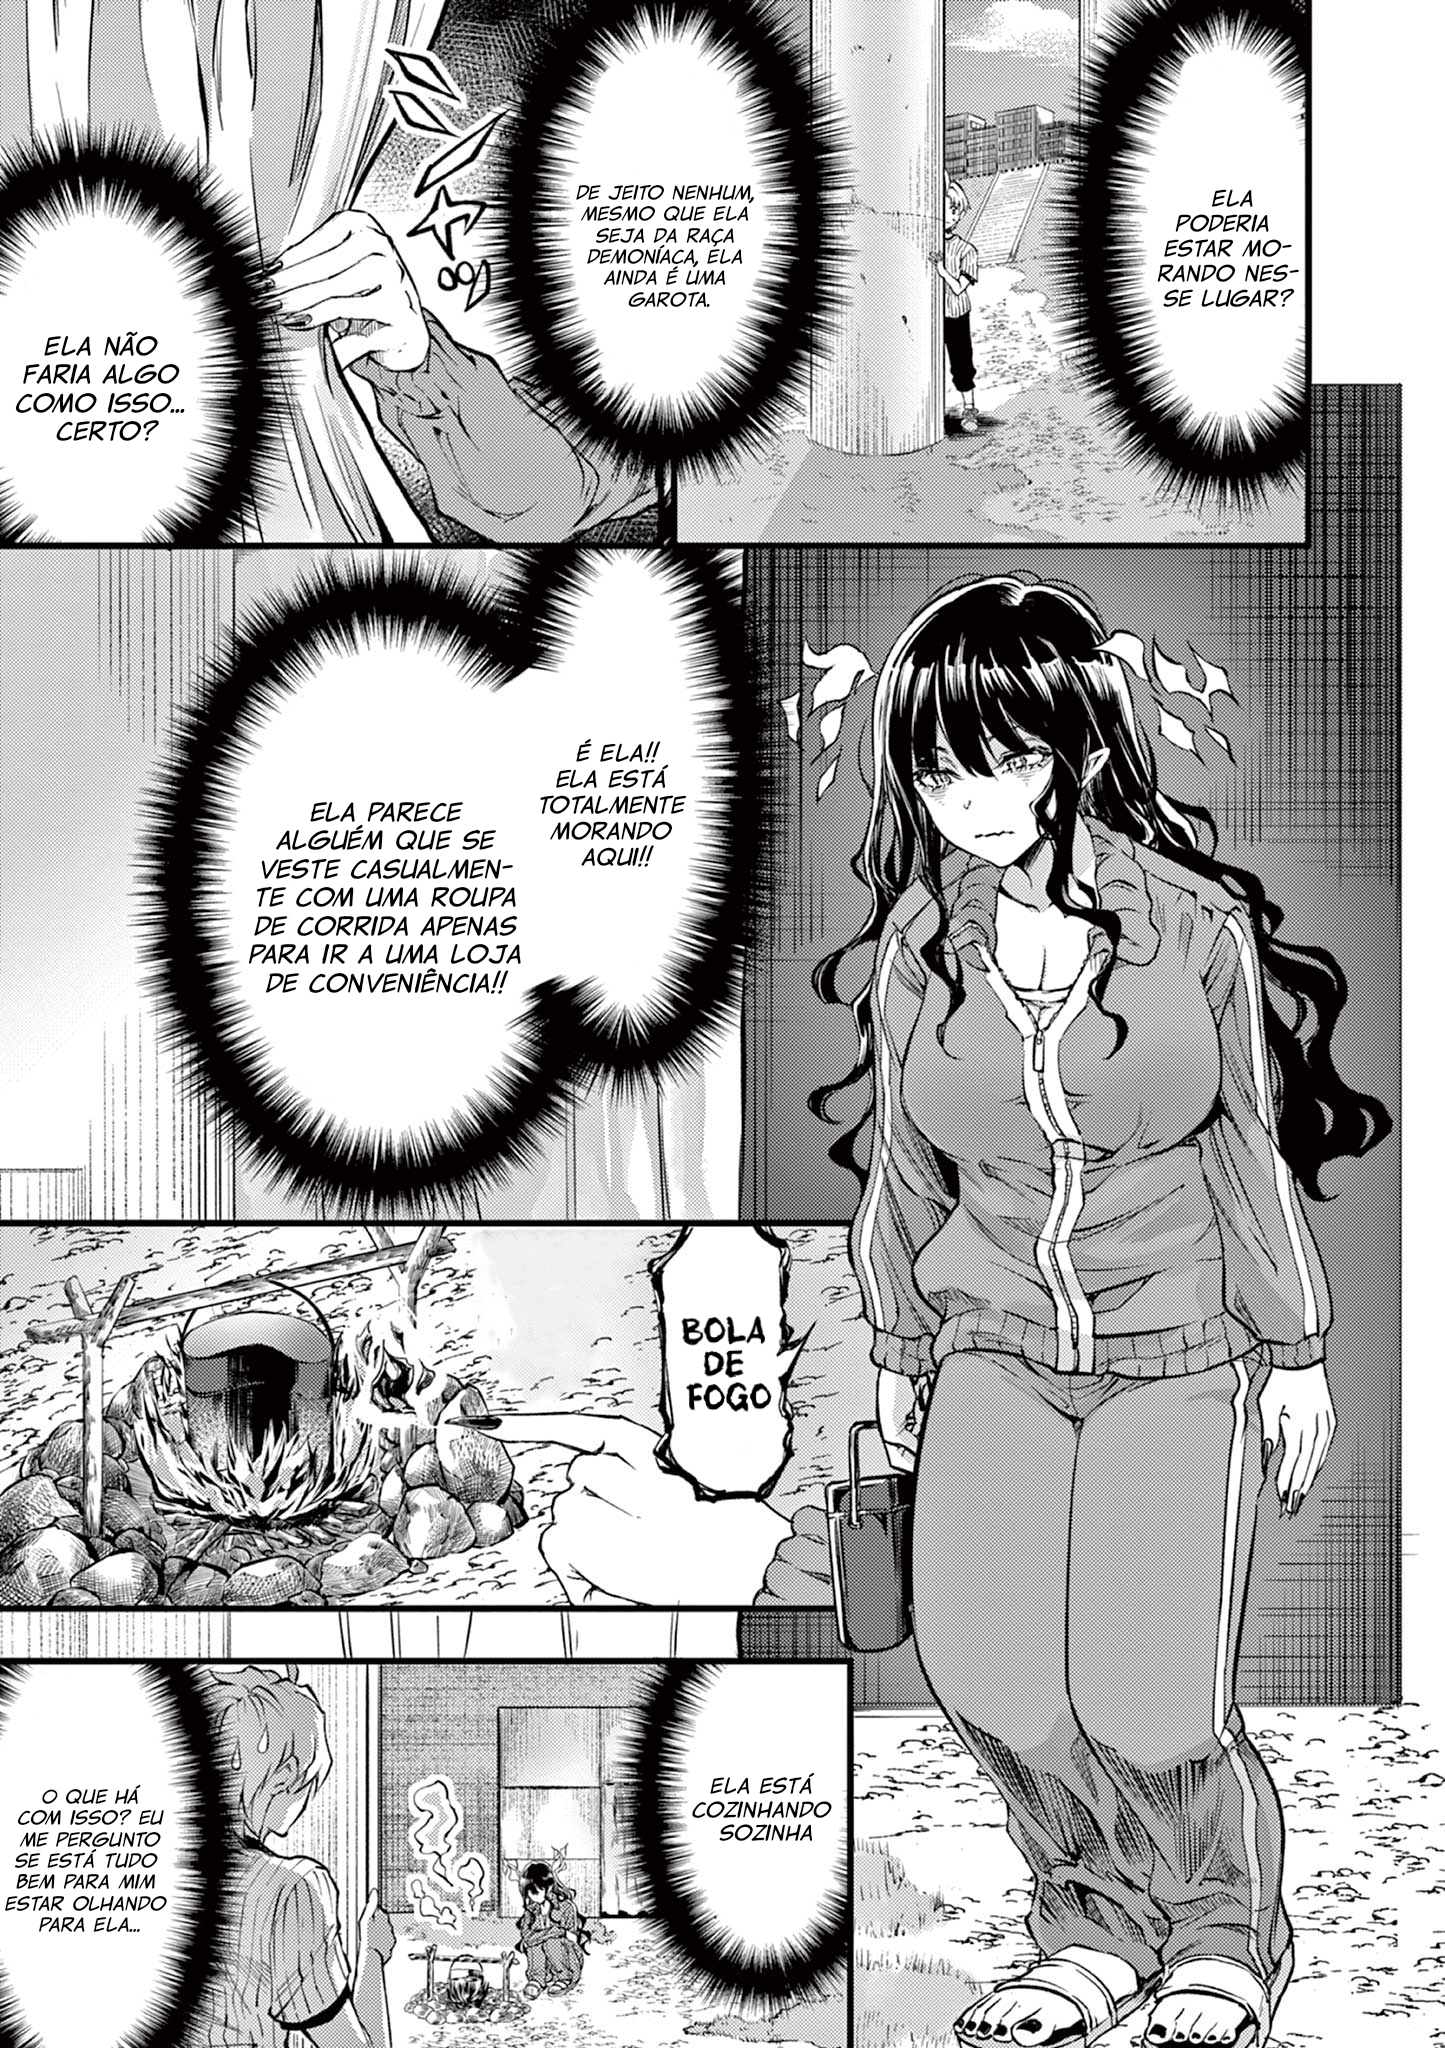 ELA
PODERIA
ESTAR MO-
RANDO NES-
SE LUGAR?
DE JEITO NENHUM,
MESMO QUE ELA
SEJA DA RAÇA
DEMONÍACA, ELA
AINDA É UMA
GAROTA.
ELA NÃO
FARIA ALGO
COMO ISSO...
CERTO?
É ELA!!
ELA ESTÁ
TOTALMENTE
MORANDO
AQUI!!
ELA PARECE
ALGUÉM QUE SE
VESTE CASUALMEN-
TE COM UMA ROUPA
DE CORRIDA APENAS
PARA IR A UMA LOJA
DE CONVENIÊNCIA!!
BOLA
DE
FOGO
ELA ESTÁ
COZINHANDO
SOZINHA
O QUE HÁ
COM ISSO? EU
ME PERGUNTO
SE ESTÁ TUDO
BEM PARA MIM
ESTAR OLHANDO
PARA ELA...